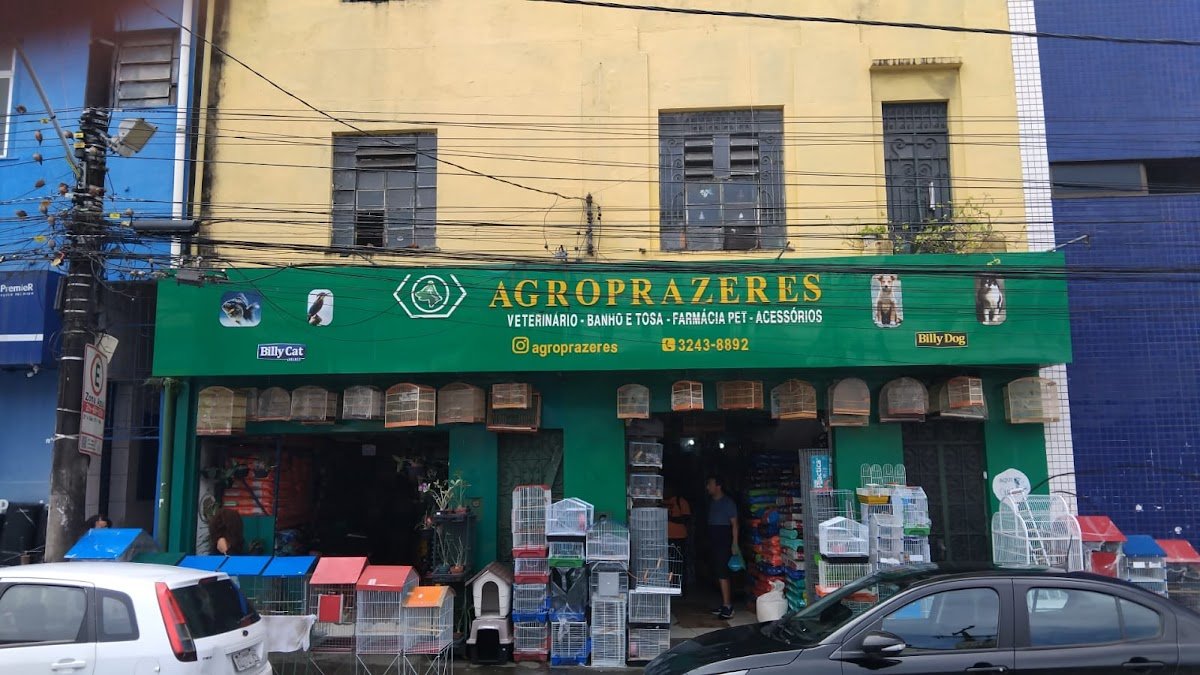 PremieR
AGROPRAZERES
VETERINÁRIO - BANHO E TOSA - FARMÁCIA PET - ACESSÓRIOS
agroprazeres
3243-8892
Billy Cat
Billy Dog
E